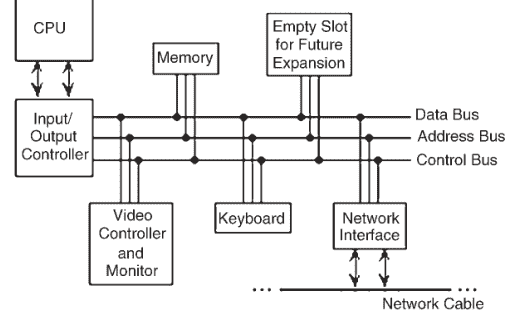 CPU
Empty Slot
for Future
Expansion
Memory
Input/
Output
Controller
Data Bus
Address Bus
Control Bus
Video
Controller
and
Monitor
Keyboard
Network
Interface
... ...
Network Cable